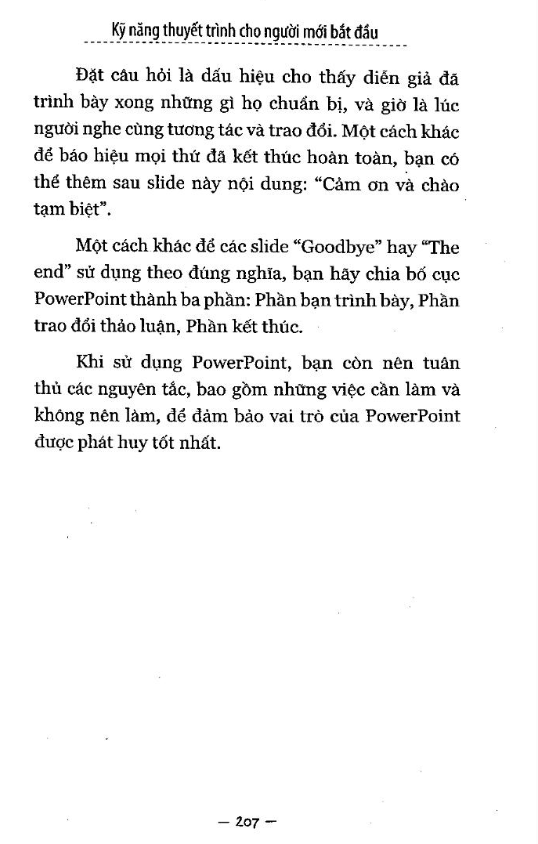 Kỹ năng thuyết trình cho người mới bắt đầu
Đặt câu hỏi là dấu hiệu cho thấy diễn giả đã
trình bày xong những gì họ chuẩn bị, và giờ là lúc
người nghe cùng tương tác và trao đổi. Một cách khác
để báo hiệu mọi thứ đã kết thúc hoàn toàn, bạn có
thể thêm sau slide này nội dung: “Cảm ơn và chào
tạm biệt”.
Một cách khác để các slide “Goodbye” hay “The
end” sử dụng theo đúng nghĩa, bạn hãy chia bố cục
PowerPoint thành ba phần: Phần bạn trình bày, Phần
trao đổi thảo luận, Phần kết thúc.
Khi sử dụng PowerPoint, bạn còn nên tuân
thủ các nguyên tắc, bao gồm những việc cần làm và
không nên làm, để đảm bảo vai trò của PowerPoint
được phát huy tốt nhất.
— 207 —